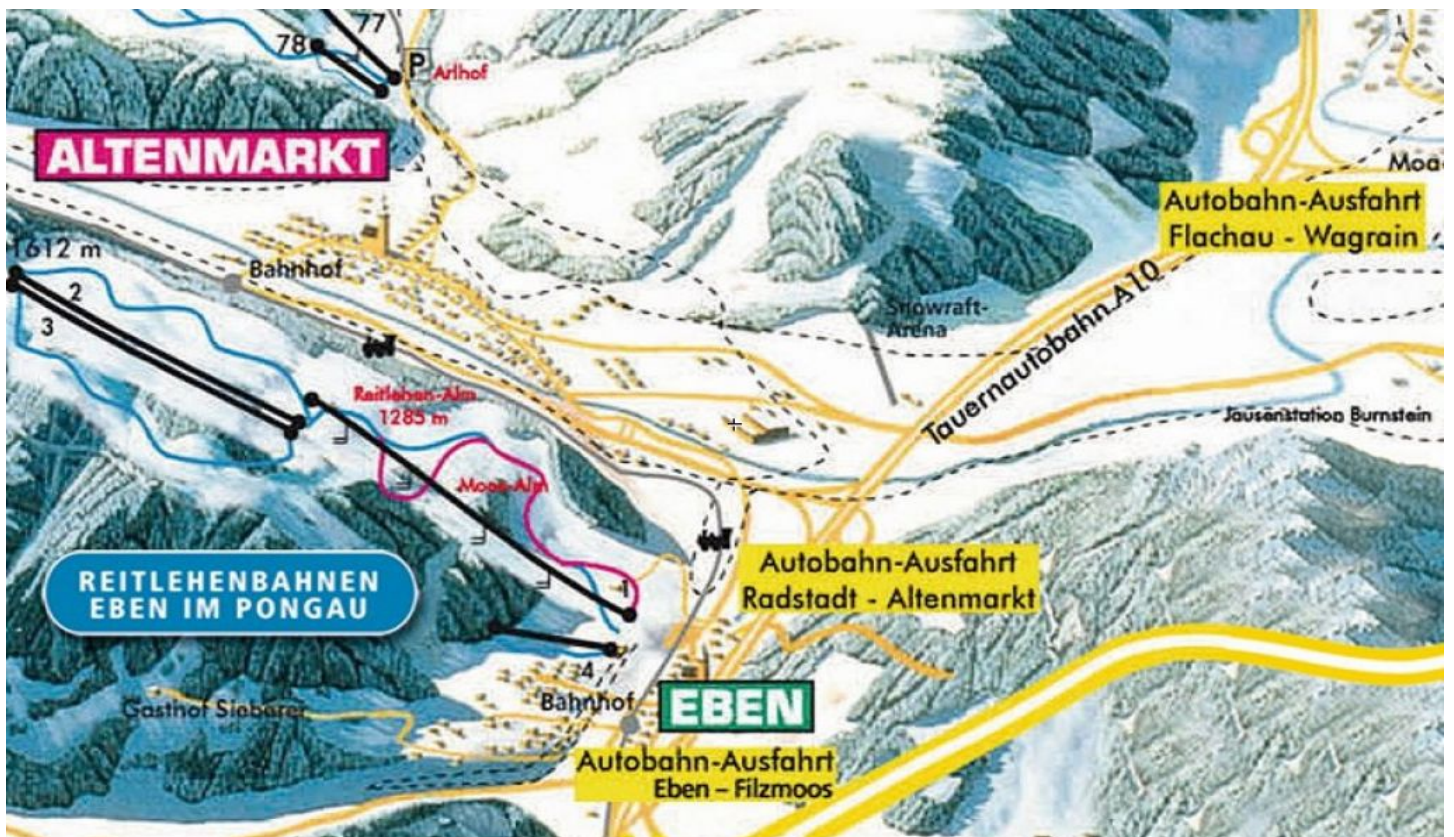 77
78
P
Arlhof
ALTENMARKT
Moa
Autobahn-Ausfahrt
Flachau - Wagrain
1612 m
Bahnhof
2
3
Snowraft-
Arena
Tauernautobahn A10
Reitlehen-Alm
1285 m
Jausenstation Burnstein
Moos-Alm
REITLEHENBAHNEN
EBEN IM PONGAU
1
Autobahn-Ausfahrt
Radstadt - Altenmarkt
4
Gasthof Sieberer
Bahnhof
EBEN
Autobahn-Ausfahrt
Eben – Filzmoos